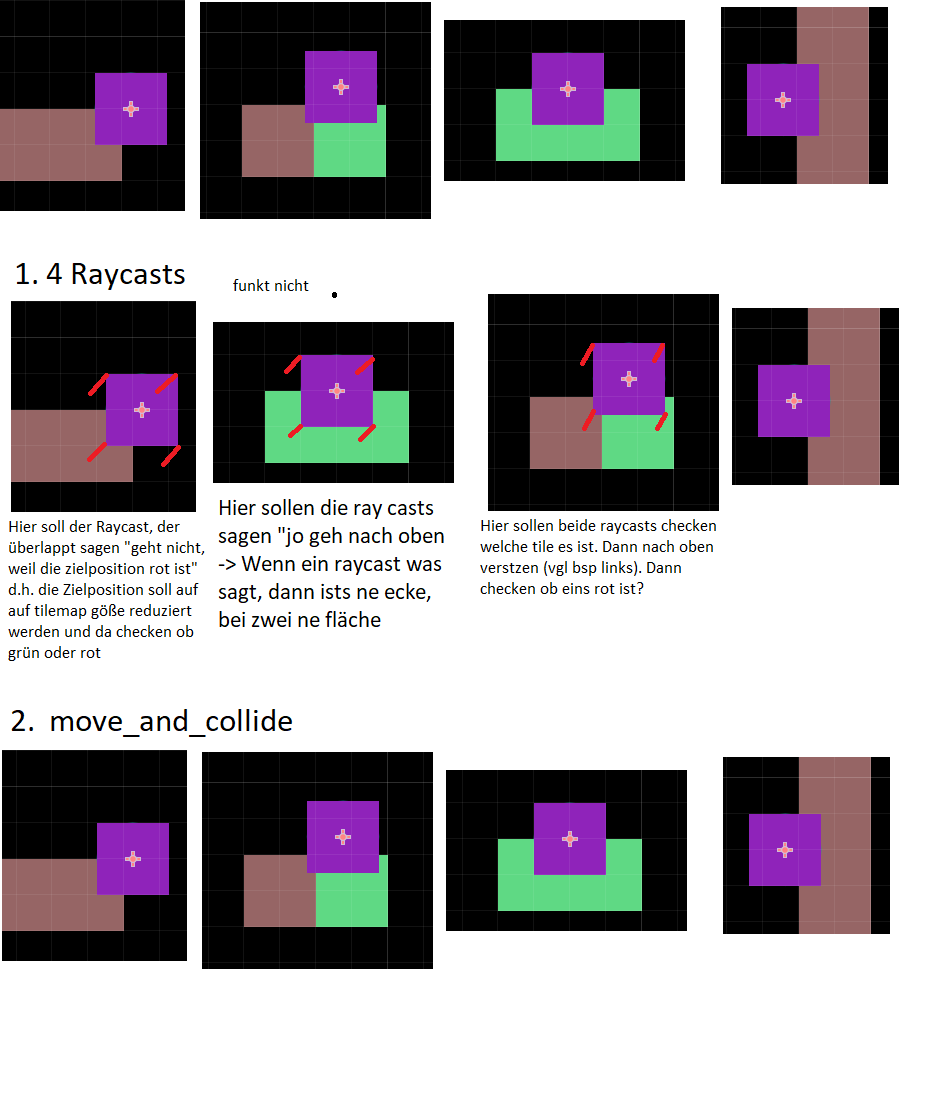 1. 4 Raycasts
funkt nicht
Hier soll der Raycast, der
überlappt sagen "geht nicht,
weil die zielposition rot ist"
d.h. die Zielposition soll auf
auf tilemap göße reduziert
werden und da checken ob
grün oder rot
Hier sollen die ray casts
sagen "jo geh nach oben
-> Wenn ein raycast was
sagt, dann ists ne ecke,
bei zwei ne fläche
Hier sollen beide raycasts checken
welche tile es ist. Dann nach oben
verstzen (vgl bsp links). Dann
checken ob eins rot ist?
2. move_and_collide